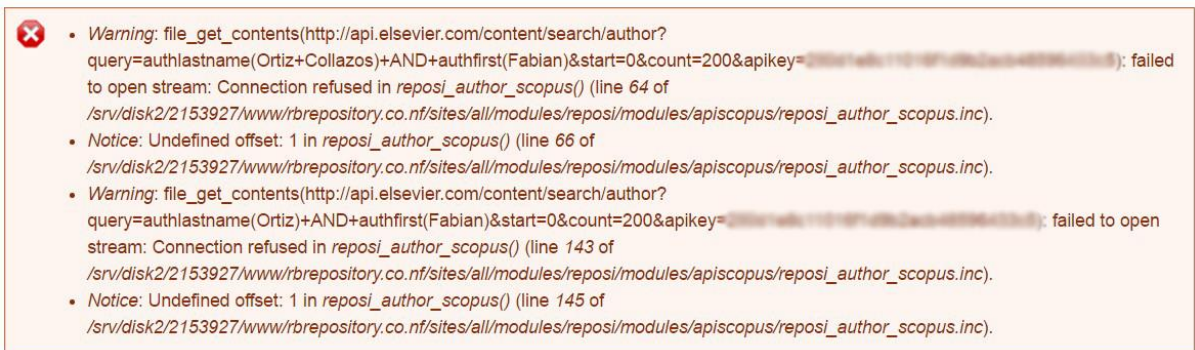 • Warning: file_get_contents(http://api.elsevier.com/content/search/author?
query=authlastname(Ortiz+Collazos)+AND+authfirst(Fabian)&start=0&count=200&apikey= ): failed
to open stream: Connection refused in reposi_author_scopus() (line 64 of
/srv/disk2/2153927/www/rbrepository.co.nf/sites/all/modules/reposi/modules/apiscopus/reposi_author_scopus.inc).
• Notice: Undefined offset: 1 in reposi_author_scopus() (line 66 of
/srv/disk2/2153927/www/rbrepository.co.nf/sites/all/modules/reposi/modules/apiscopus/reposi_author_scopus.inc).
• Warning: file_get_contents(http://api.elsevier.com/content/search/author?
query=authlastname(Ortiz)+AND+authfirst(Fabian)&start=0&count=200&apikey= ): failed to open
stream: Connection refused in reposi_author_scopus() (line 143 of
/srv/disk2/2153927/www/rbrepository.co.nf/sites/all/modules/reposi/modules/apiscopus/reposi_author_scopus.inc).
• Notice: Undefined offset: 1 in reposi_author_scopus() (line 145 of
/srv/disk2/2153927/www/rbrepository.co.nf/sites/all/modules/reposi/modules/apiscopus/reposi_author_scopus.inc).